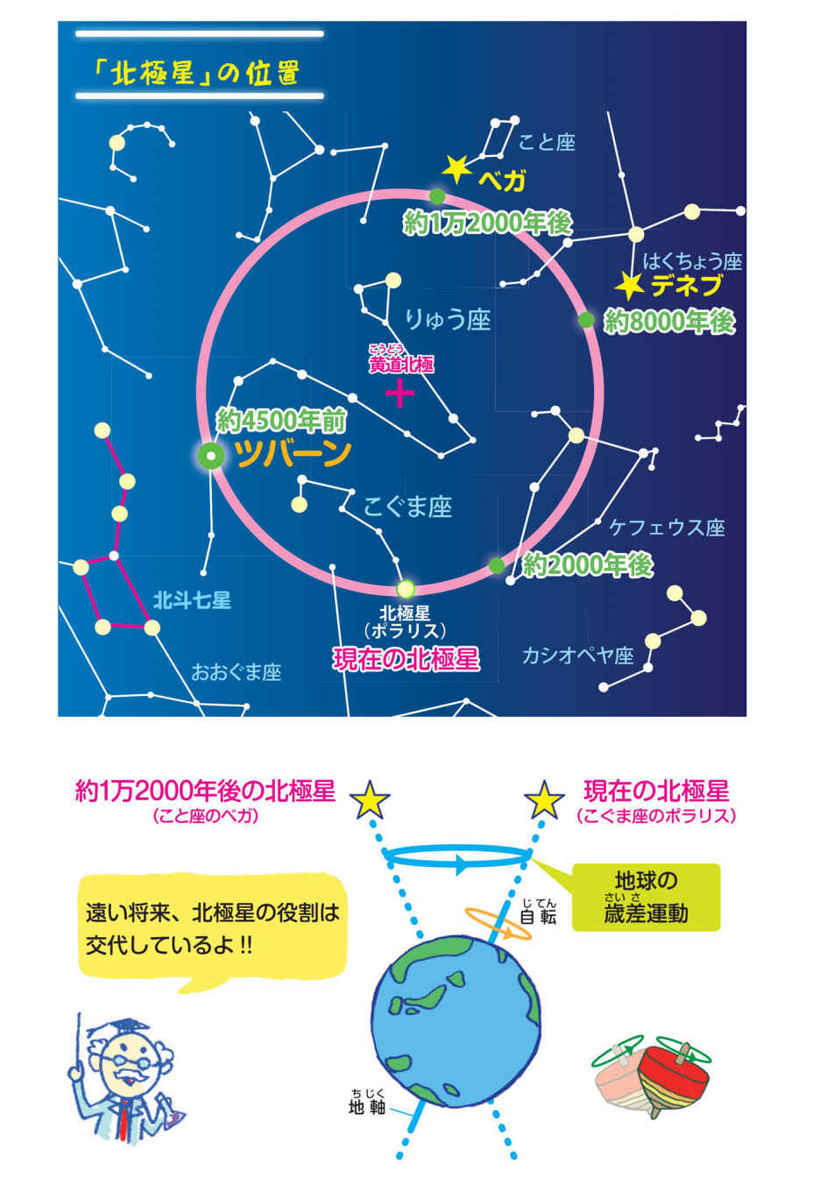 「北極星」の位置
こと座
ベガ
約1万2000年後
はくちょう座
デネブ
約8000年後
りゅう座
こうどう
黄道北極
約4500年前
ツバーン
こぐま座
ケフェウス座
約2000年後
北斗七星
北極星
（ポラリス）
現在の北極星
カシオペヤ座
おおぐま座
約1万2000年後の北極星
（こと座のベガ）
現在の北極星
（こぐま座のポラリス）
遠い将来、北極星の役割は
交代しているよ!!
地球の
さいさ
歳差運動
じてん
自転
ちじく
地軸